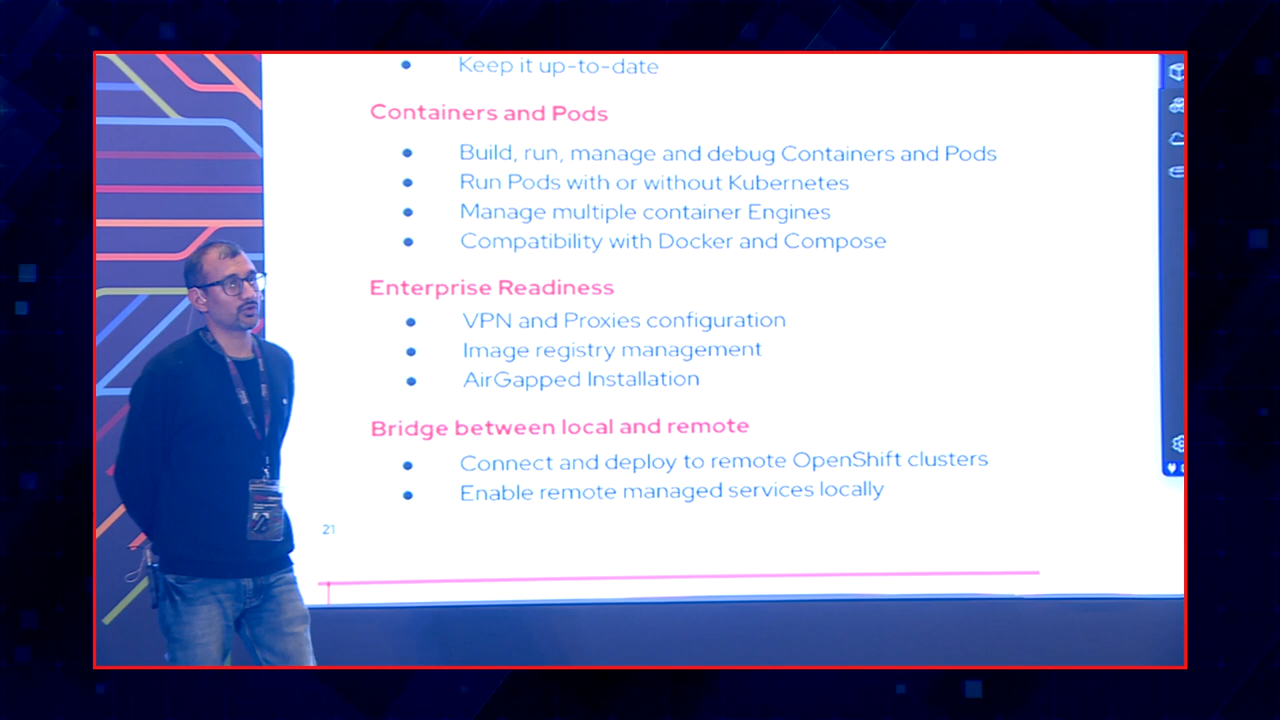 Keep it up-to-date
Containers and Pods
Build, run, manage and debug Containers and Pods
Run Pods with or without Kubernetes
Manage multiple container Engines
Compatibility with Docker and Compose
Enterprise Readiness
VPN and Proxies configuration
Image registry management
AirGapped Installation
Bridge between local and remote
Connect and deploy to remote OpenShift clusters
Enable remote managed services locally
21